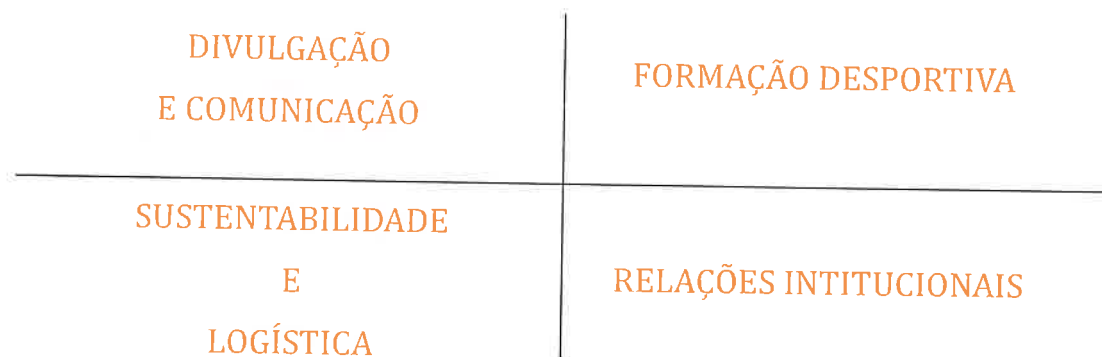 DIVULGAÇÃO
E COMUNICAÇÃO
FORMAÇÃO DESPORTIVA
SUSTENTABILIDADE
E
LOGÍSTICA
RELAÇÕES INTITUCIONAIS